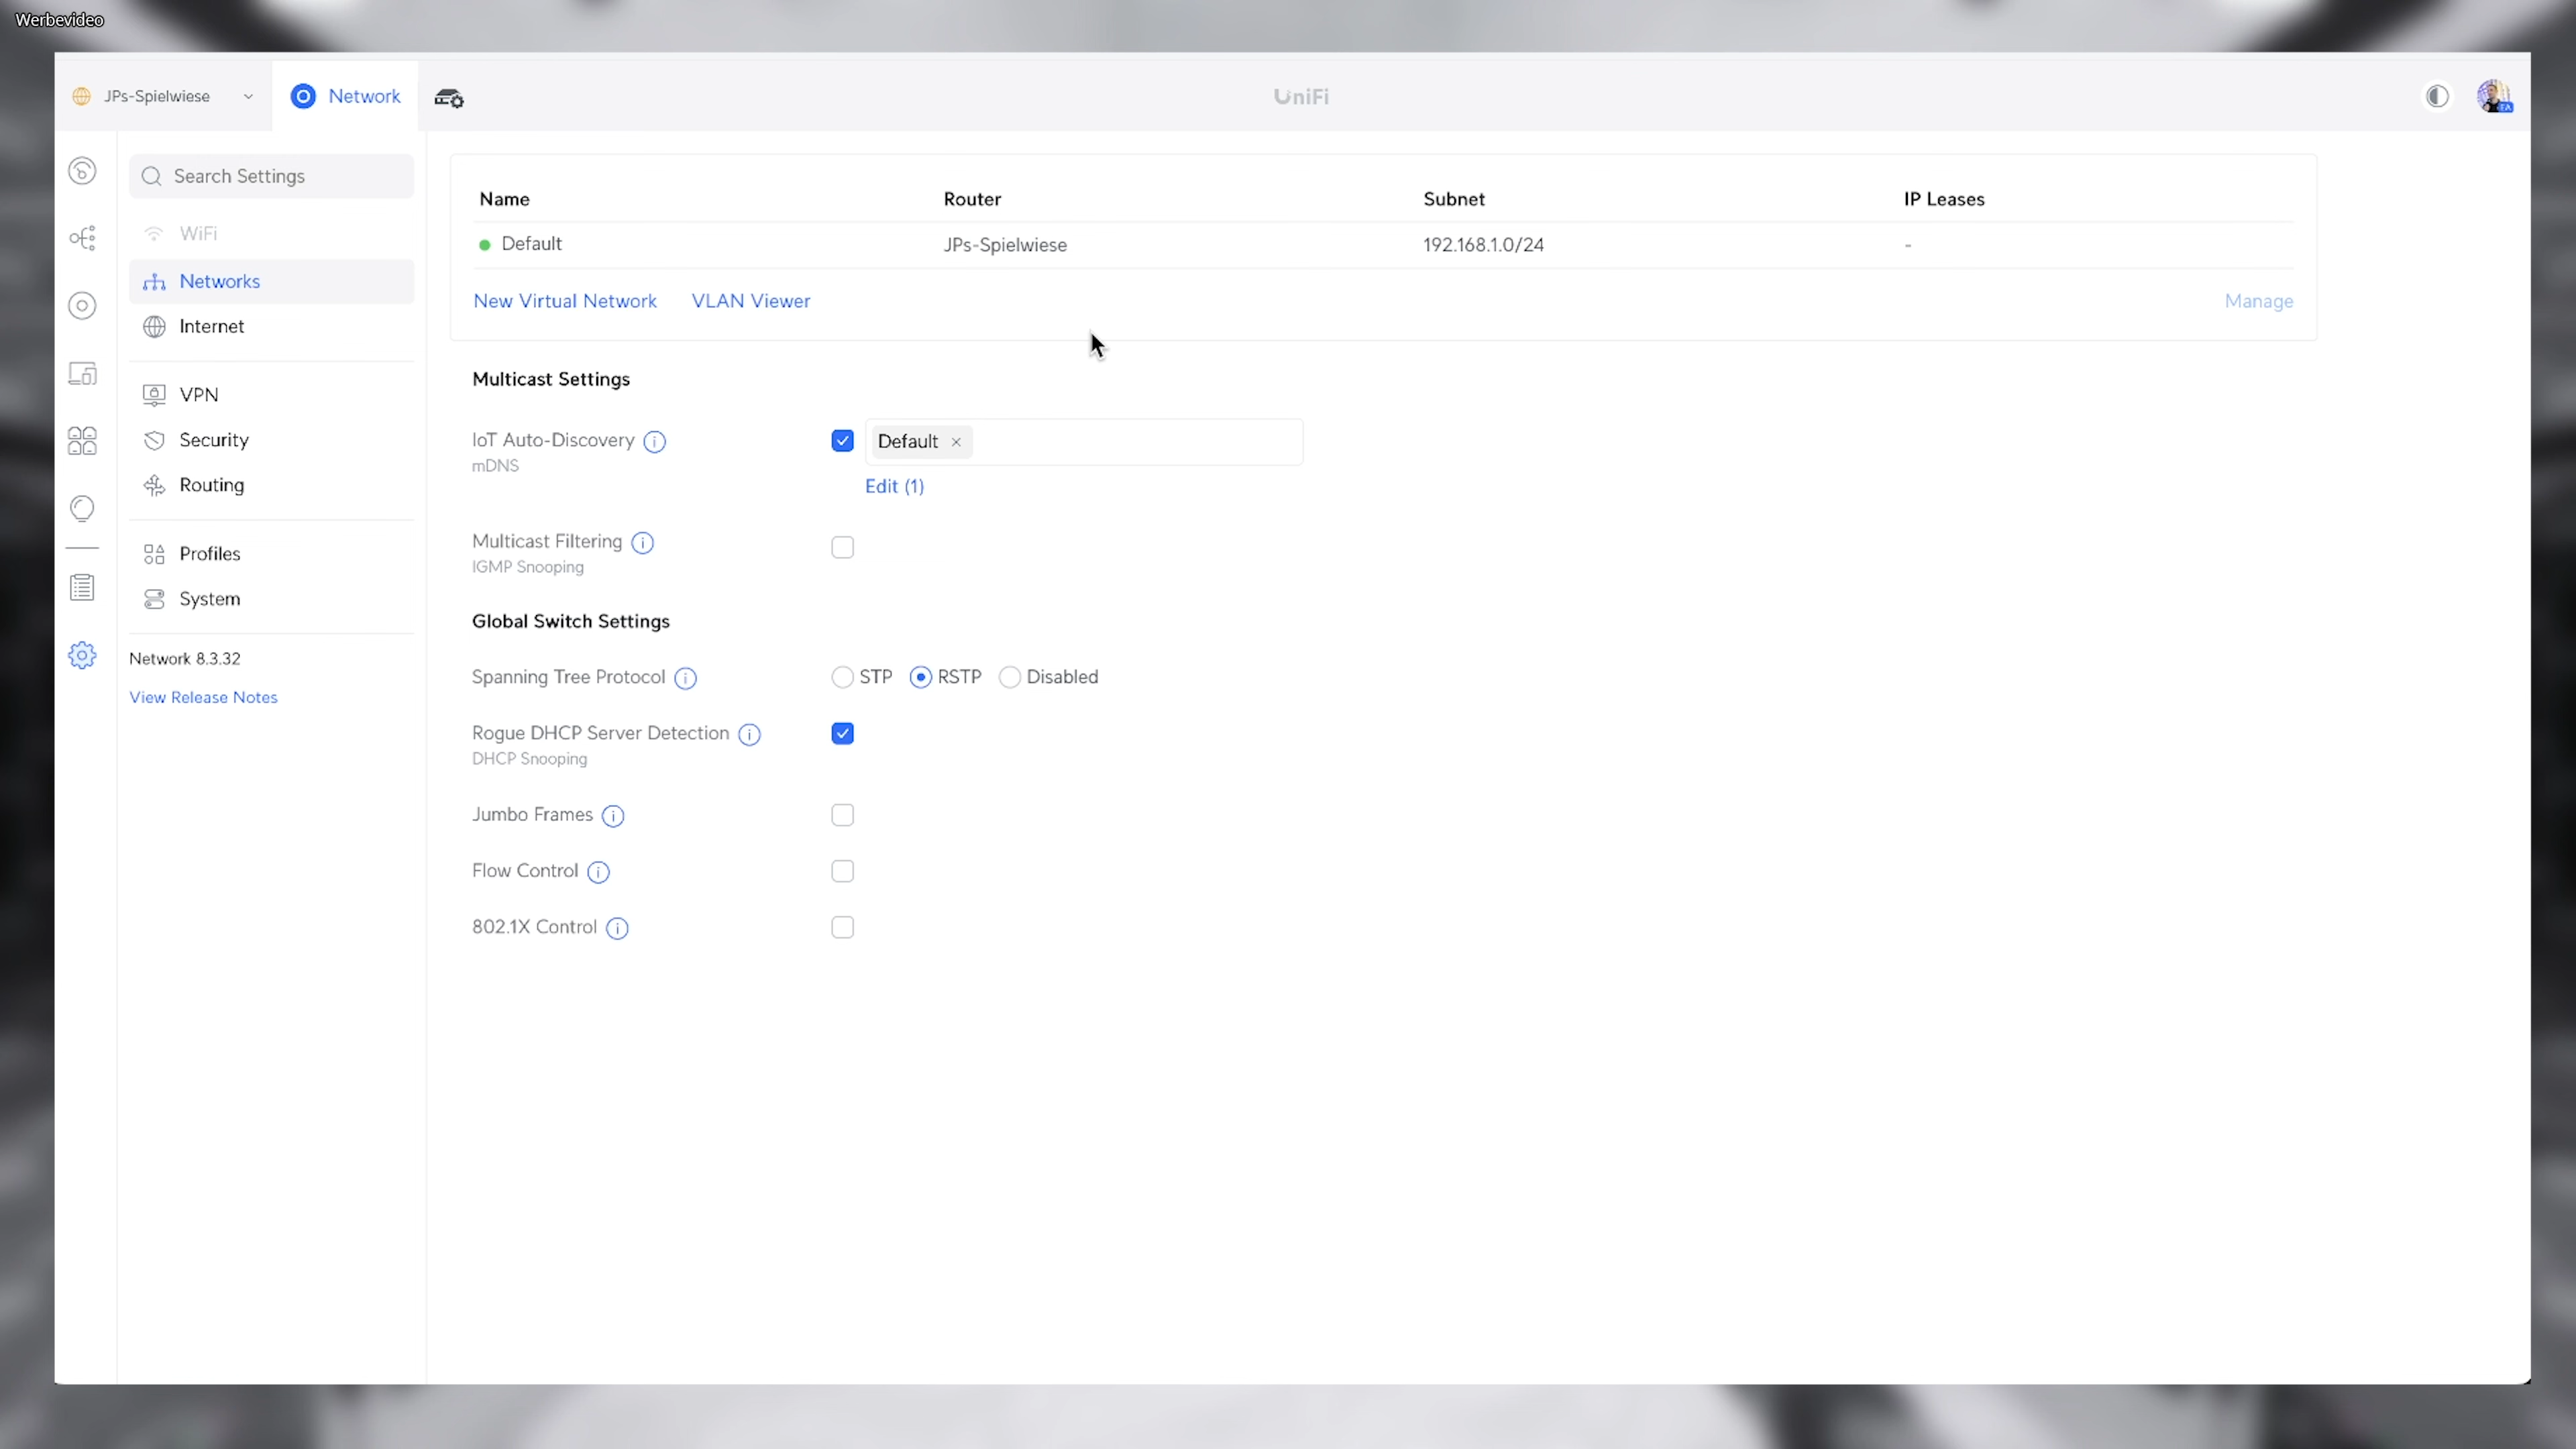 Werbevideo
JPs-Spielwiese
Network
UniFi
Search Settings
WiFi
Networks
Internet
VPN
Security
Routing
Profiles
System
Network 8.3.32
View Release Notes
Name Router Subnet IP Leases
Default JPs-Spielwiese 192.168.1.0/24 -
New Virtual Network VLAN Viewer Manage
Multicast Settings
IoT Auto-Discovery Default
mDNS
Edit (1)
Multicast Filtering
IGMP Snooping
Global Switch Settings
Spanning Tree Protocol STP RSTP Disabled
Rogue DHCP Server Detection
DHCP Snooping
Jumbo Frames
Flow Control
802.1X Control